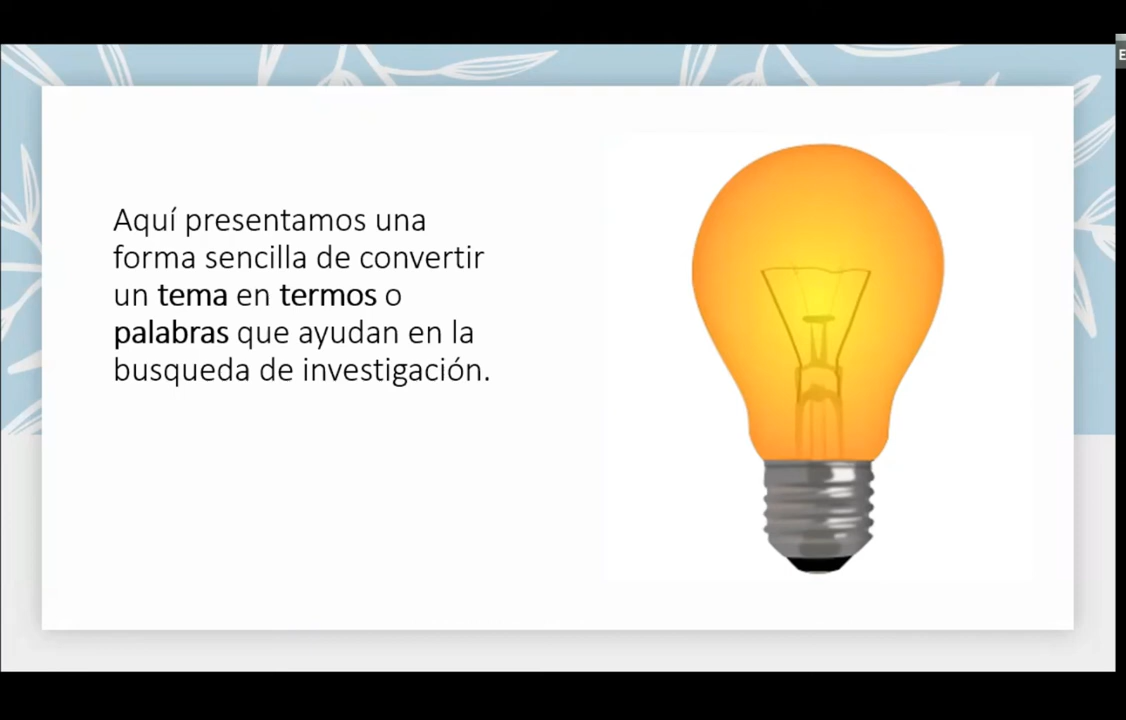 Aquí presentamos una
forma sencilla de convertir
un tema en termos o
palabras que ayudan en la
busqueda de investigación.
E